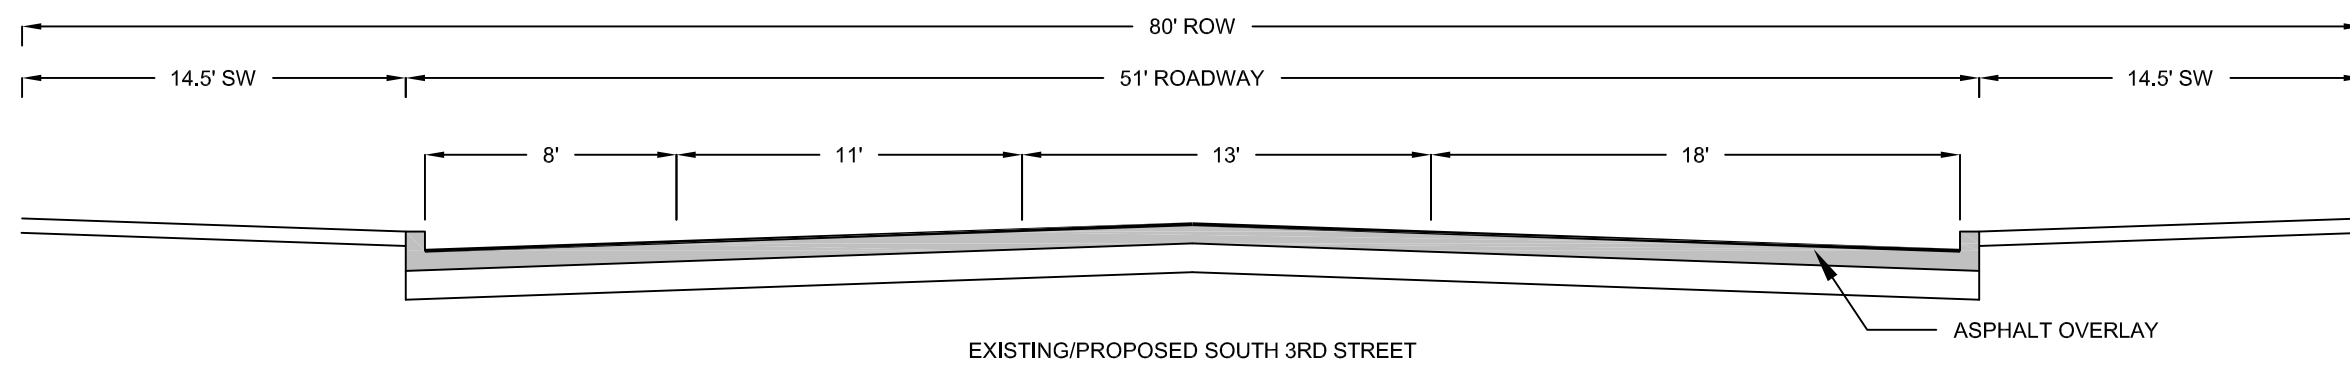 80' ROW
14.5' SW
51' ROADWAY
14.5' SW
8'
11'
13'
18'
ASPHALT OVERLAY
EXISTING/PROPOSED SOUTH 3RD STREET